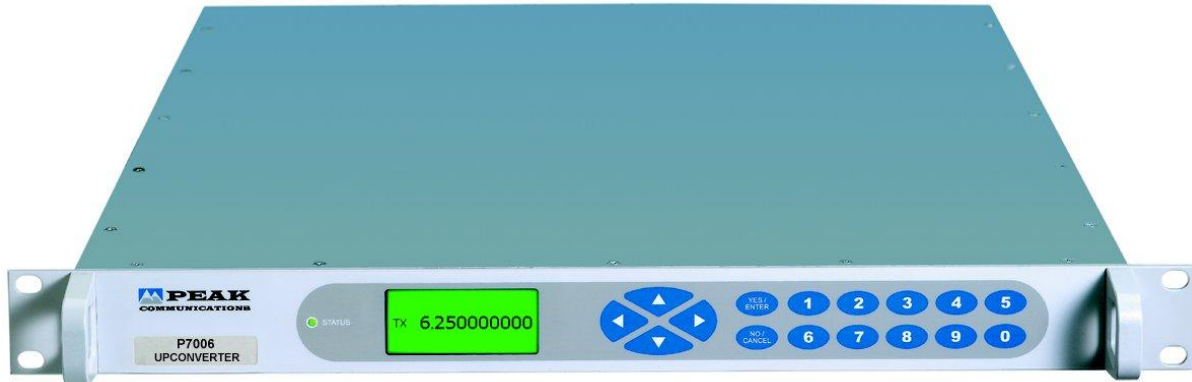 PEAK
COMMUNICATIONS
P7006
UPCONVERTER
STATUS
TX 6.250000000
YES /
ENTER
1 2 3 4 5
NO /
CANCEL
6 7 8 9 0